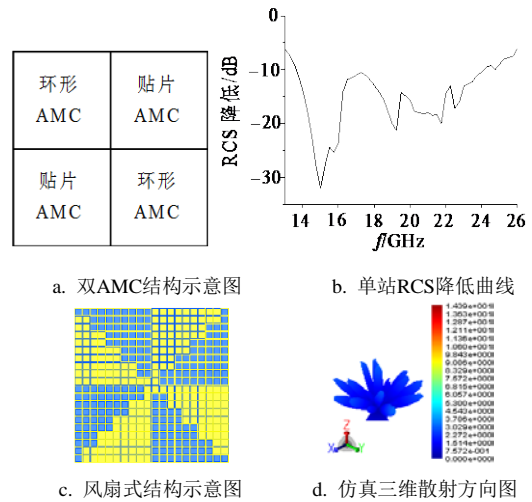 环形
AMC
贴片
AMC
贴片
AMC
环形
AMC
RCS 降低/dB
0
−10
−20
−30
14
16
18
20
22
24
26
f/GHz
a. 双AMC结构示意图
b. 单站RCS降低曲线
Z
X
Y
c. 风扇式结构示意图
d. 仿真三维散射方向图